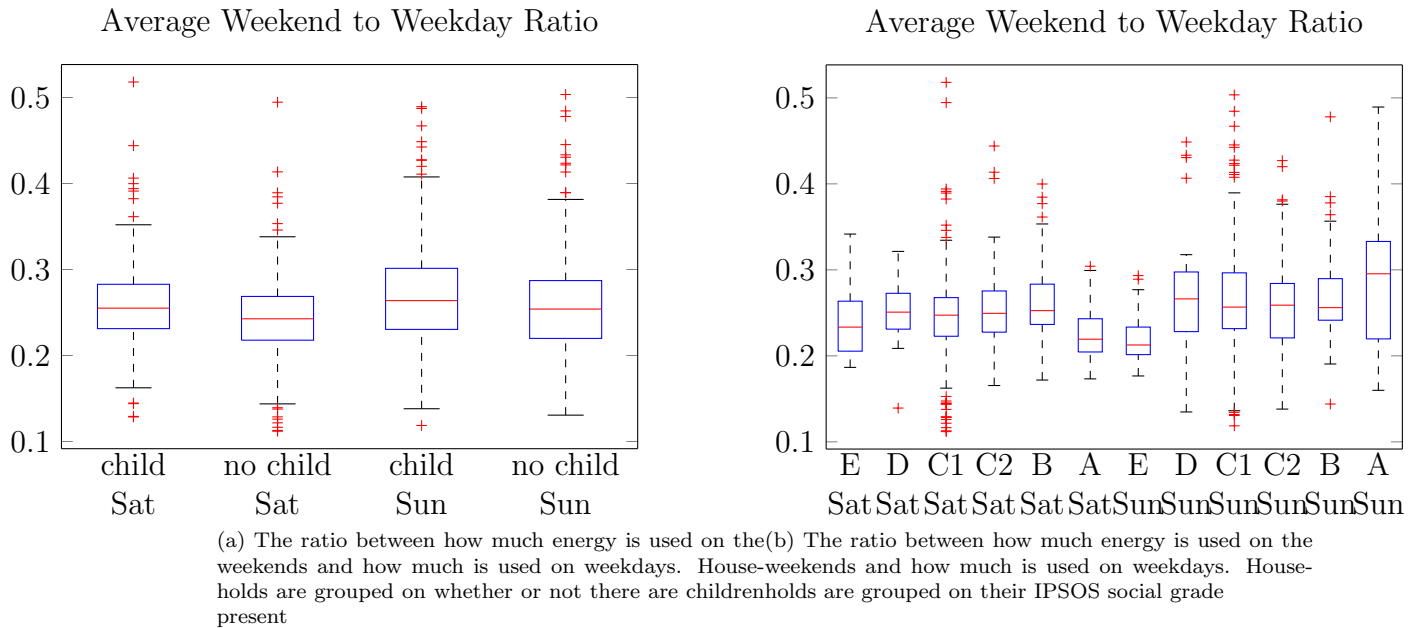 Average Weekend to Weekday Ratio
0.5
0.4
0.3
0.2
0.1
child no child child no child
Sat Sat Sun Sun
Average Weekend to Weekday Ratio
0.5
0.4
0.3
0.2
0.1
E D C1 C2 B A E D C1 C2 B A
Sat Sat Sat Sat Sat Sat Sun Sun Sun Sun Sun Sun
(a) The ratio between how much energy is used on the
weekends and how much is used on weekdays. House-
holds are grouped on whether or not there are children
present
(b) The ratio between how much energy is used on the
weekends and how much is used on weekdays. House-
holds are grouped on their IPSOS social grade